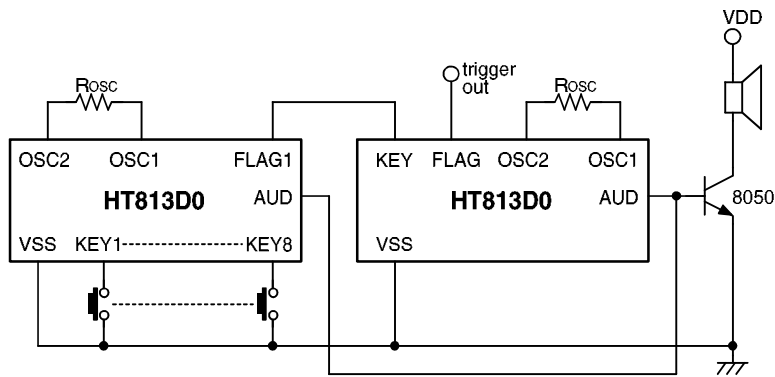 VDD
trigger
out
ROSC
ROSC
OSC2 OSC1 FLAG1
KEY FLAG OSC2 OSC1
HT813D0
AUD
HT813D0
AUD
8050
VSS KEY1 KEY8
VSS